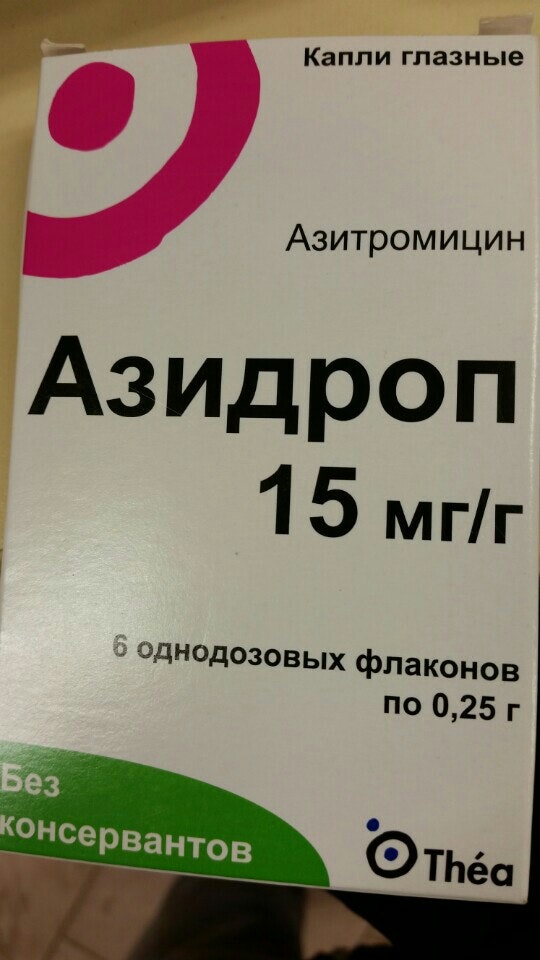 Капли глазные
Азитромицин
Азидроп
15 мг/г
6 однодозовых флаконов
по 0,25 г
Без
консервантов
Théa